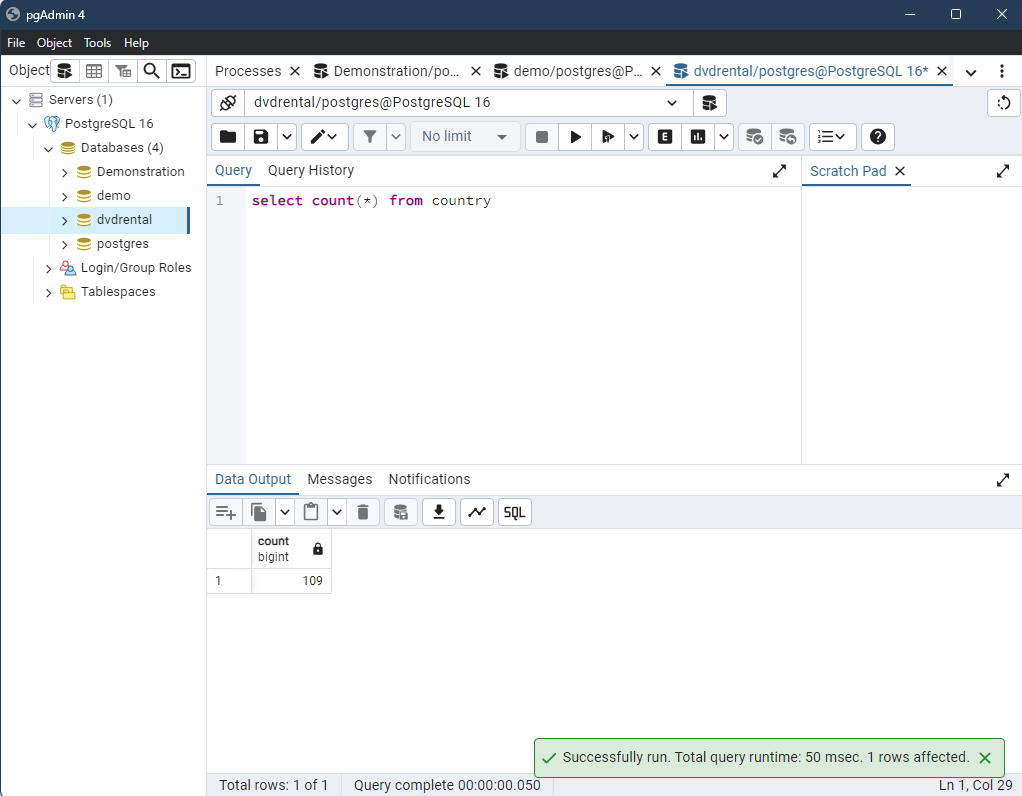 pgAdmin 4
File Object Tools Help
Object
Processes
Demonstration/po...
demo/postgres@P...
dvdrental/postgres@PostgreSQL 16*
Servers (1)
PostgreSQL 16
Databases (4)
Demonstration
demo
dvdrental
postgres
Login/Group Roles
Tablespaces
dvdrental/postgres@PostgreSQL 16
No limit
E
Query Query History
Scratch Pad
1 select count(*) from country
Data Output Messages Notifications
SQL
count
bigint
1 109
Successfully run. Total query runtime: 50 msec. 1 rows affected.
Total rows: 1 of 1 Query complete 00:00:00.050
Ln 1, Col 29